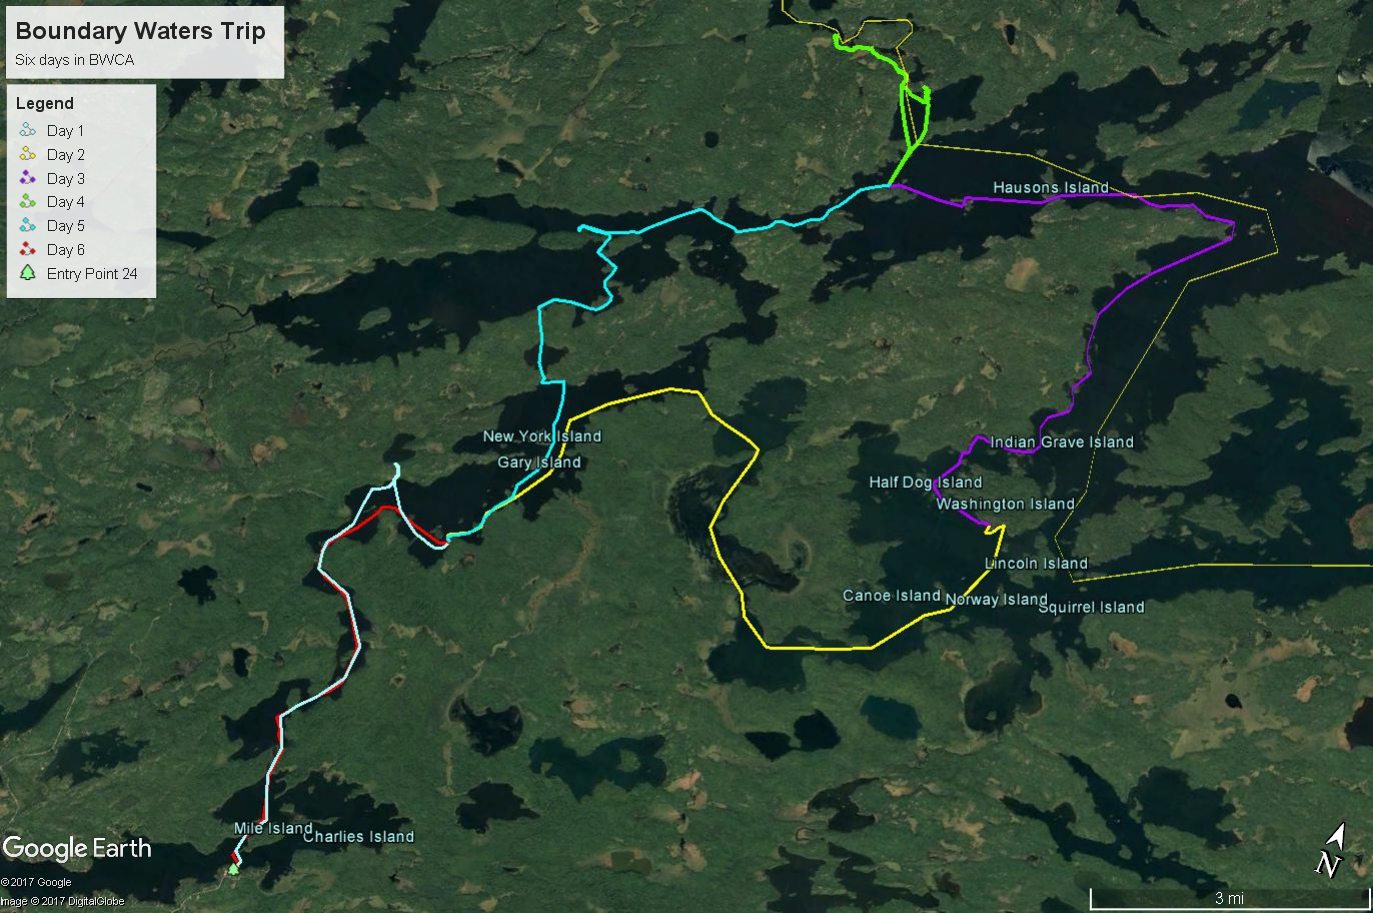 Boundary Waters Trip
Six days in BWCA
Legend
Day 1
Day 2
Day 3
Day 4
Day 5
Day 6
Entry Point 24
Hausons Island
New York Island
Gary Island
Indian Grave Island
Half Dog Island
Washington Island
Lincoln Island
Canoe Island
Norway Island
Squirrel Island
Mile Island
Charlies Island
Google Earth
© 2017 Google
Image © 2017 DigitalGlobe
N
3 mi